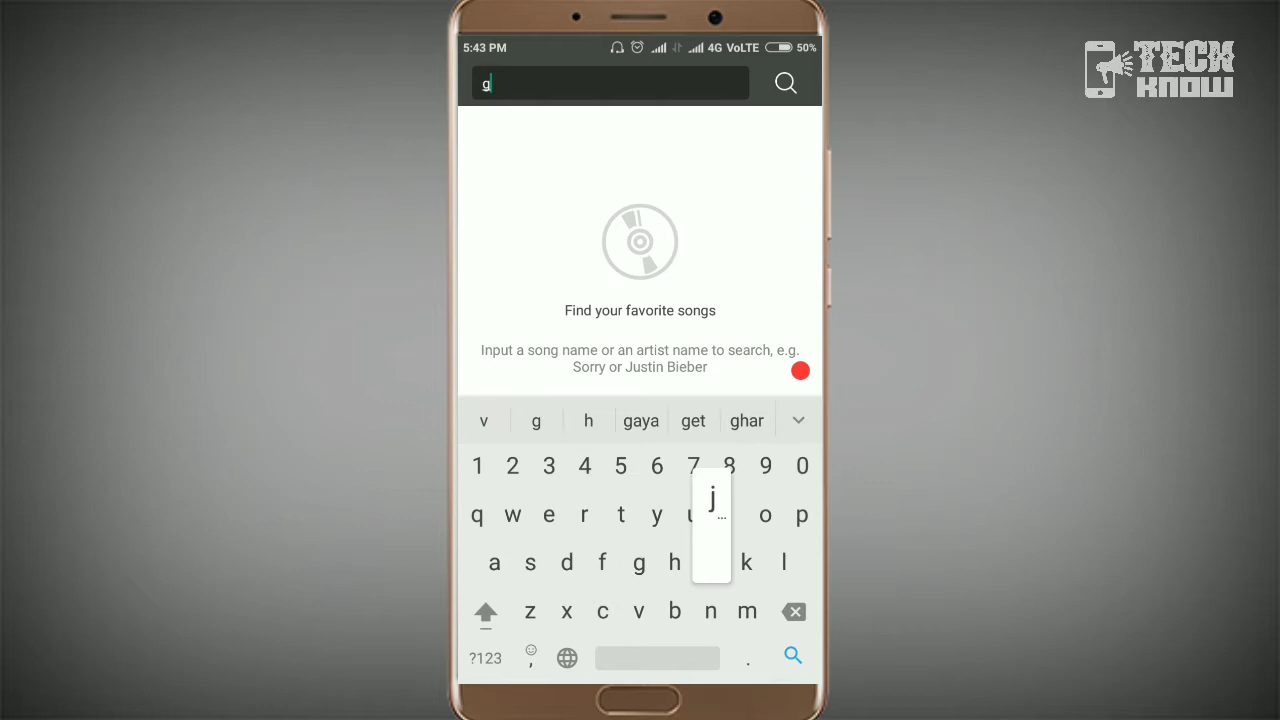 5:43 PM 4G VoLTE 50%
TECK
KNOW
g
Find your favorite songs
Input a song name or an artist name to search, e.g.
Sorry or Justin Bieber
v g h gaya get ghar
1 2 3 4 5 6 7 8 9 0
q w e r t y u o p
j
...
a s d f g h k l
z x c v b n m
?123 , .